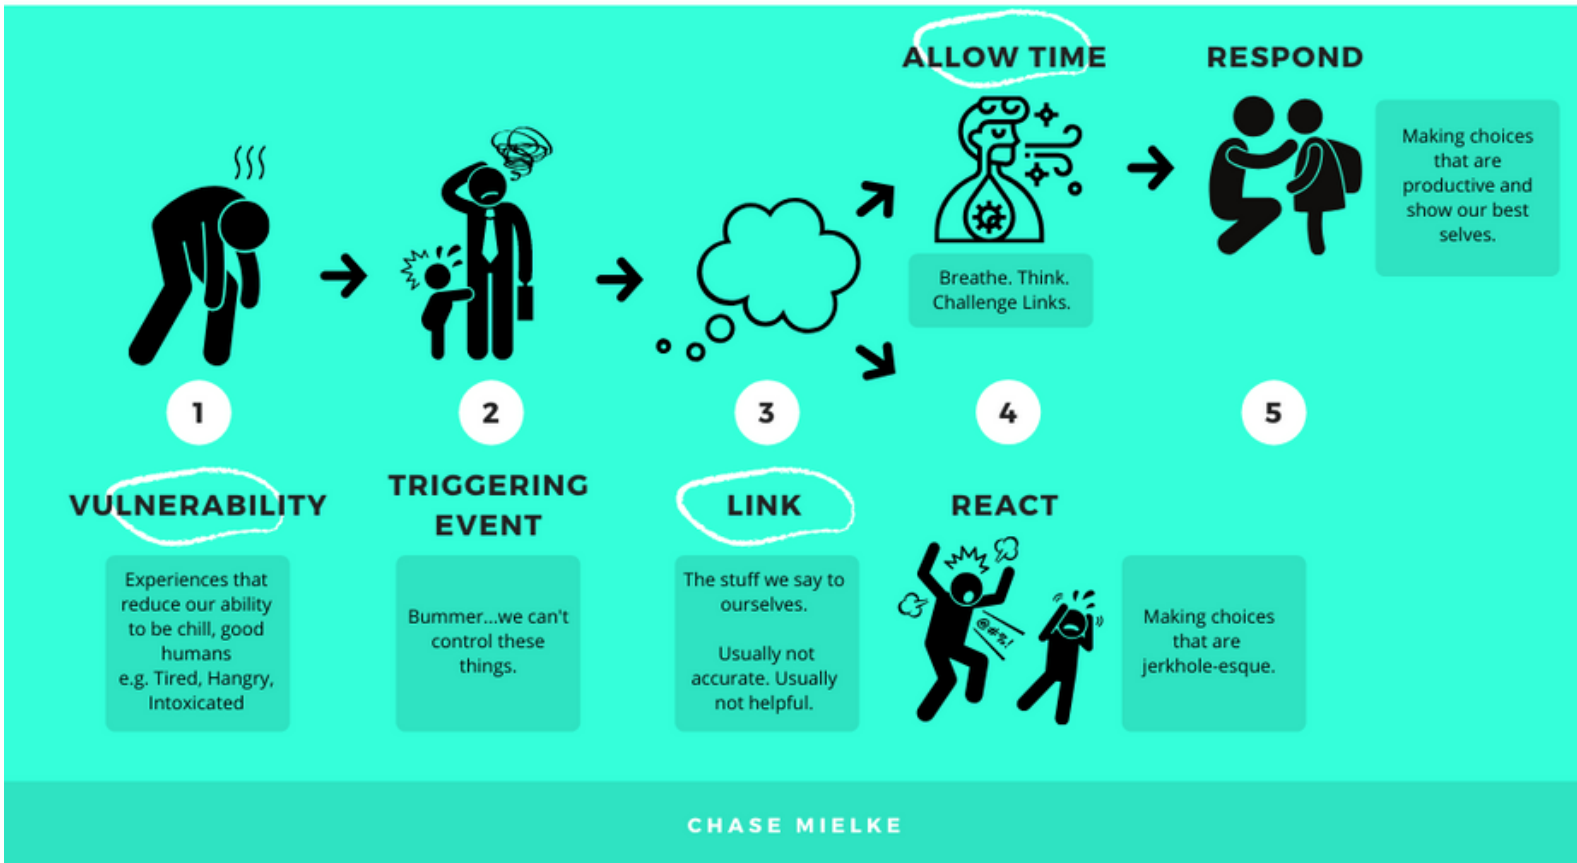 ALLOW TIME
RESPOND
Making choices
that are
productive and
show our best
selves.
Breathe. Think.
Challenge Links.
1
2
3
4
5
VULNERABILITY
TRIGGERING
EVENT
LINK
REACT
Experiences that
reduce our ability
to be chill, good
humans
e.g. Tired, Hangry,
Intoxicated
Bummer...we can't
control these
things.
The stuff we say to
ourselves.
Usually not
accurate. Usually
not helpful.
@#%!
Making choices
that are
jerkhole-esque.
CHASE MIELKE